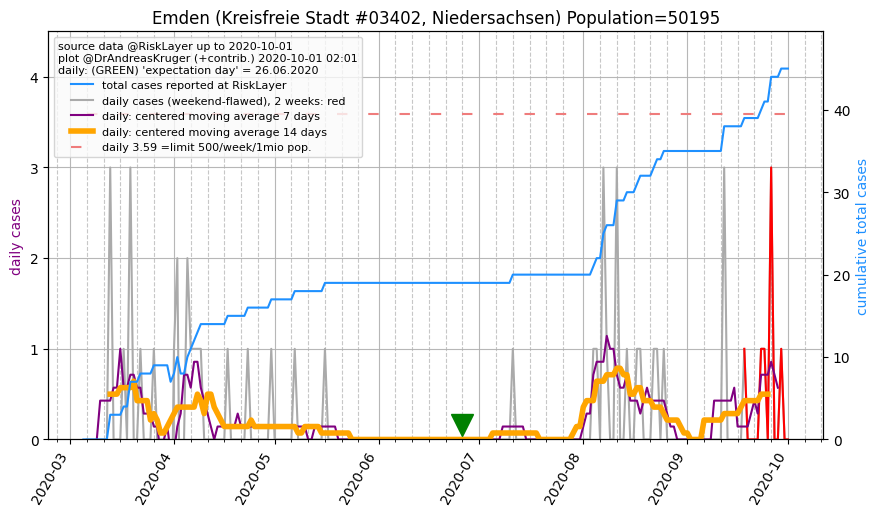 Emden (Kreisfreie Stadt #03402, Niedersachsen) Population=50195
source data @RiskLayer up to 2020-10-01
plot @DrAndreasKruger (+contrib.) 2020-10-01 02:01
daily: (GREEN) 'expectation day' = 26.06.2020
total cases reported at RiskLayer
daily cases (weekend-flawed), 2 weeks: red
daily: centered moving average 7 days
daily: centered moving average 14 days
daily 3.59 =limit 500/week/1mio pop.
daily cases
4
3
2
1
0
cumulative total cases
40
30
20
10
0
2020-03
2020-04
2020-05
2020-06
2020-07
2020-08
2020-09
2020-10